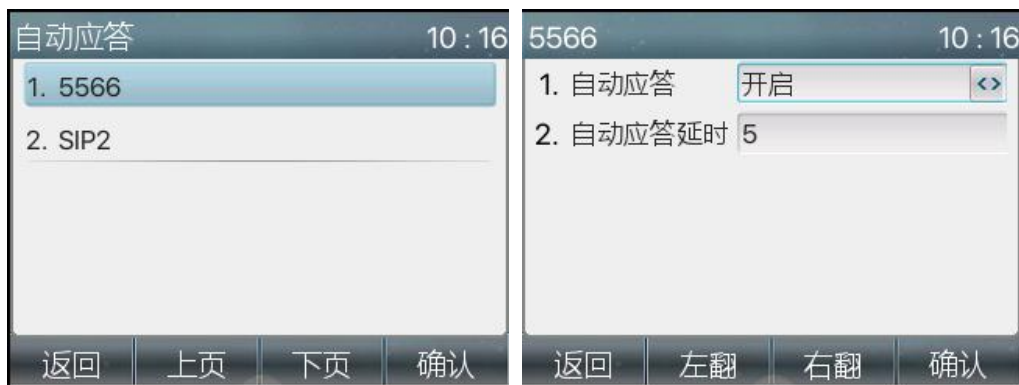 自动应答 10 : 16
1. 5566
2. SIP2
返回 上页 下页 确认
5566 10 : 16
1. 自动应答 开启 <>
2. 自动应答延时 5
返回 左翻 右翻 确认